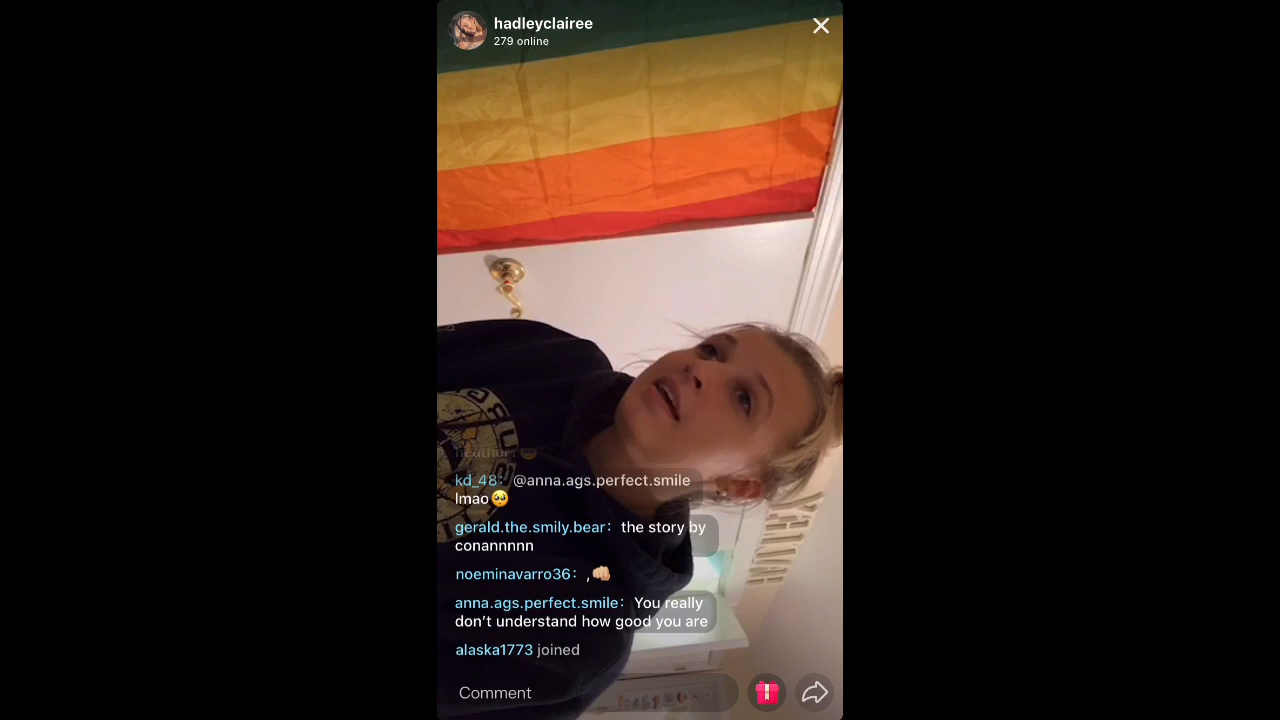 hadleyclairee
279 online
heather! 🥺
kd_48: @anna.ags.perfect.smile
lmao🥺
gerald.the.smily.bear: the story by
conannnnn
noeminavarro36: ,👊🏻
anna.ags.perfect.smile: You really
don’t understand how good you are
alaska1773 joined
Comment